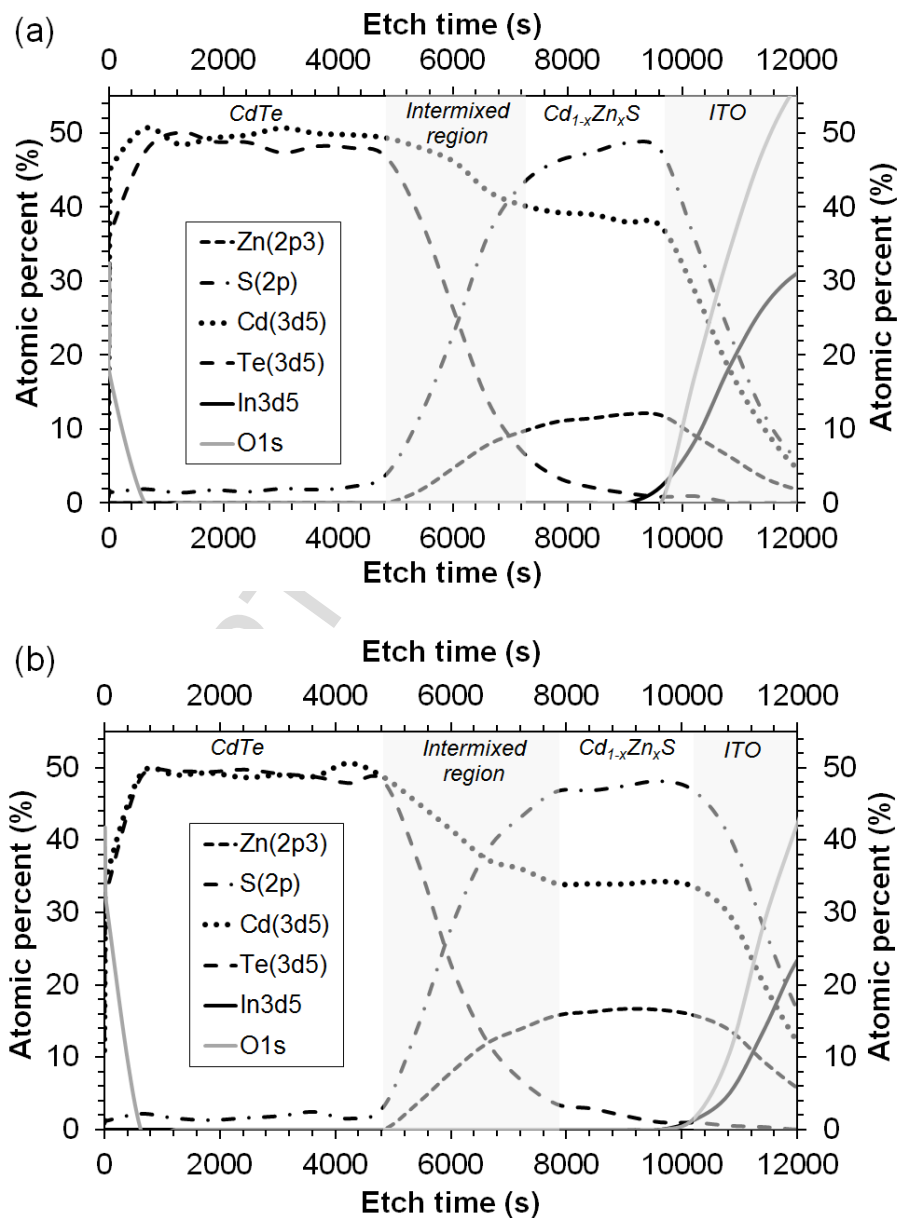 (a)
Etch time (s)
0 2000 4000 6000 8000 10000 12000
CdTe Intermixed region Cd1-xZnxS ITO
Atomic percent (%)
50
40
30
20
10
0
Zn(2p3)
S(2p)
Cd(3d5)
Te(3d5)
In3d5
O1s
50
40
30
20
10
0
Atomic percent (%)
0 2000 4000 6000 8000 10000 12000
Etch time (s)
(b)
Etch time (s)
0 2000 4000 6000 8000 10000 12000
CdTe Intermixed region Cd1-xZnxS ITO
Atomic percent (%)
50
40
30
20
10
0
Zn(2p3)
S(2p)
Cd(3d5)
Te(3d5)
In3d5
O1s
50
40
30
20
10
0
Atomic percent (%)
0 2000 4000 6000 8000 10000 12000
Etch time (s)